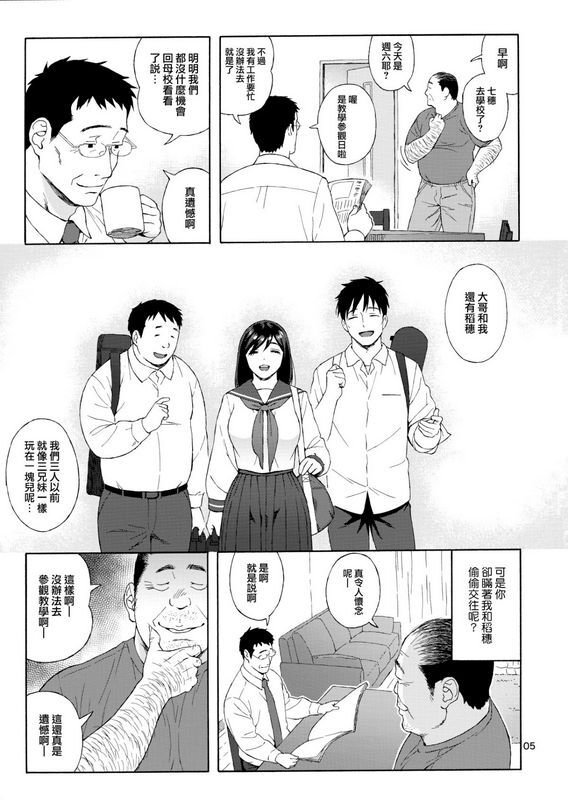 早啊
七穗
去學校了?
今天是
週六耶?
喔
是教學參觀日啦
不過
我有工作要忙
沒辦法去
就是了
明明我們
都沒什麼機會
回母校看看
了說…
真
遺憾啊
大哥和我
還有稻穗
我們三人以前
就像三兄妹一樣
玩在一塊兒呢…
可是你
卻瞞著我和稻穗
偷偷交往呢?
真令人懷念
呢ー
是啊
就是說啊
這樣啊ー
沒辦法去
參觀教學啊ー
這還真是
遺憾啊ー
05